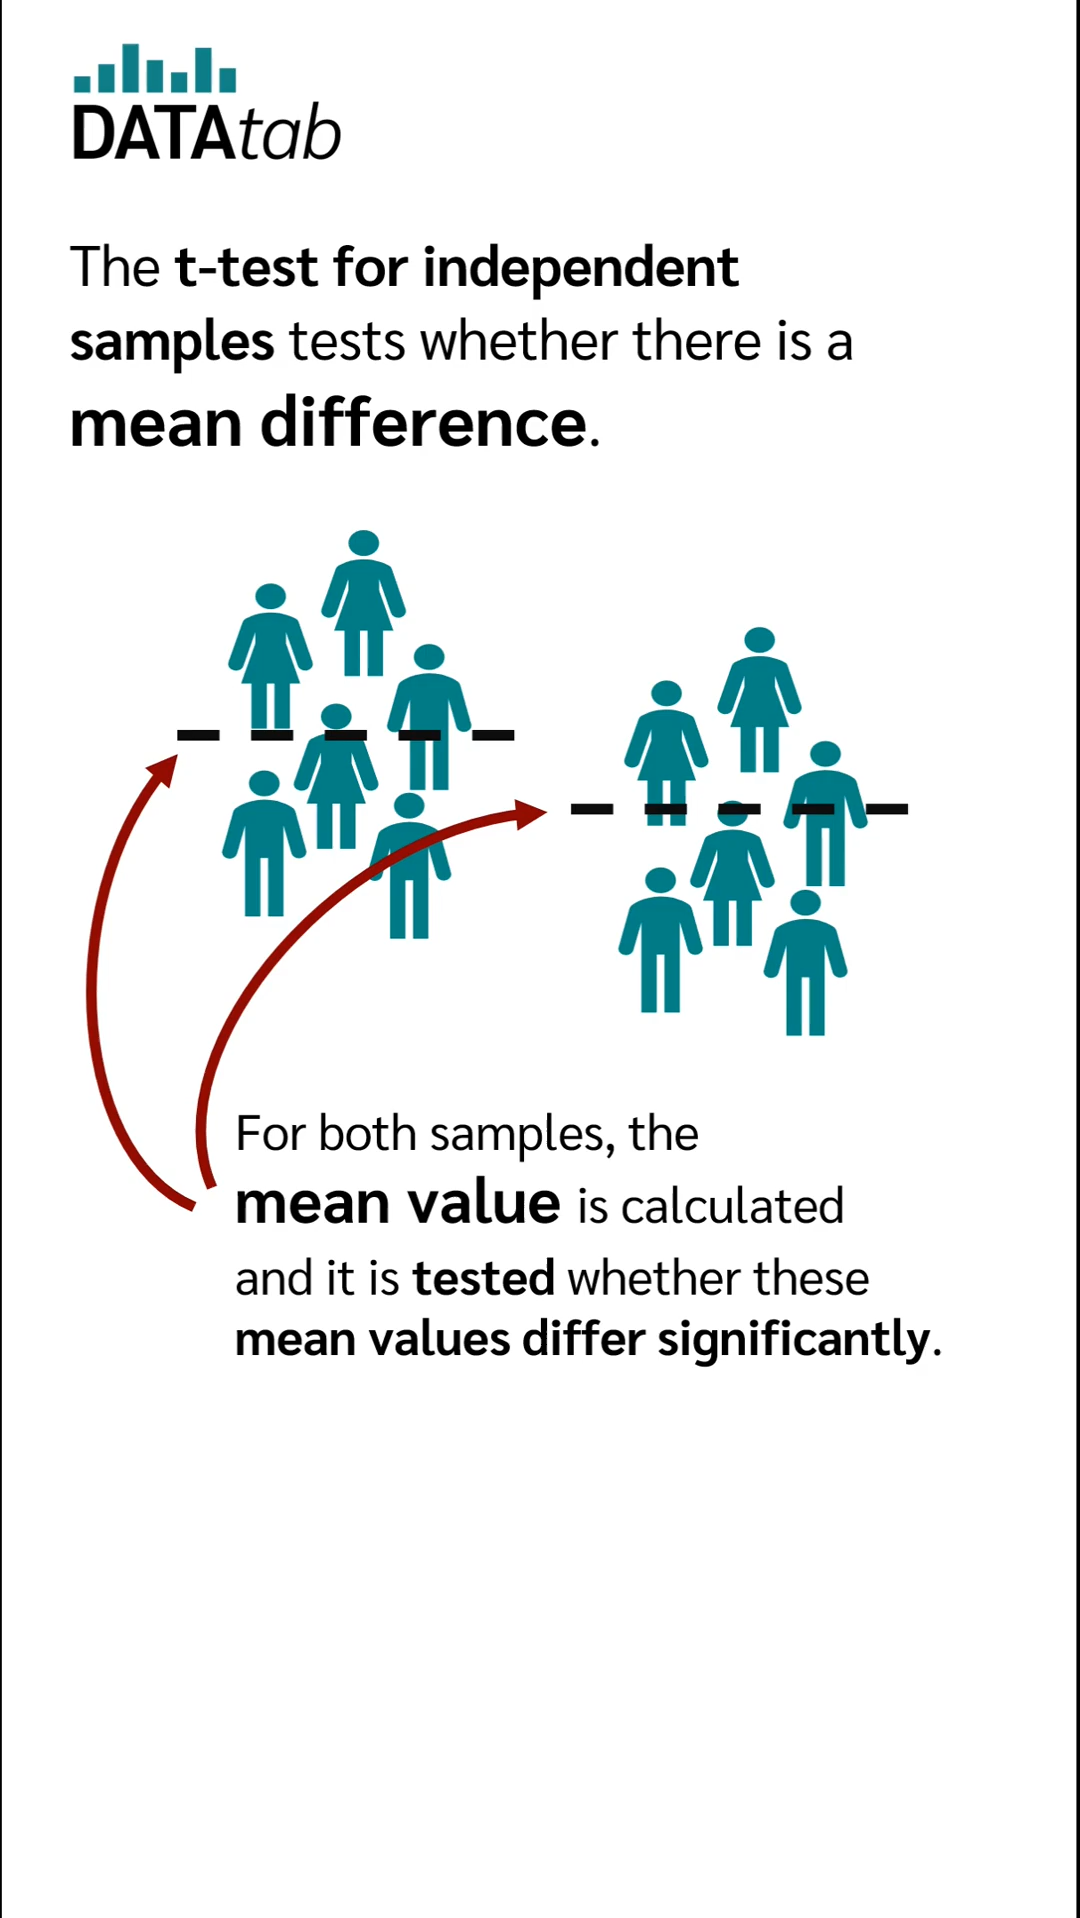 DATAtab
The t-test for independent
samples tests whether there is a
mean difference.
For both samples, the
mean value is calculated
and it is tested whether these
mean values differ significantly.